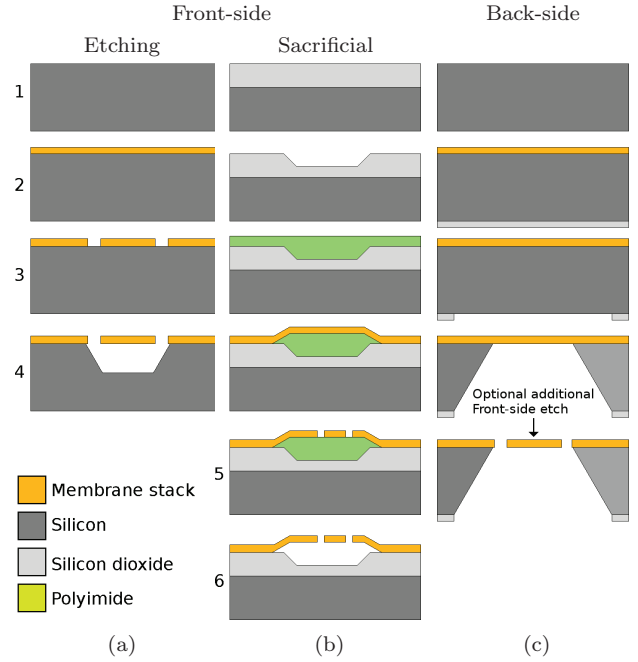 Front-side
Back-side
Etching
Sacrificial
1
2
3
4
Optional additional
Front-side etch
5
6
Membrane stack
Silicon
Silicon dioxide
Polyimide
(a)
(b)
(c)